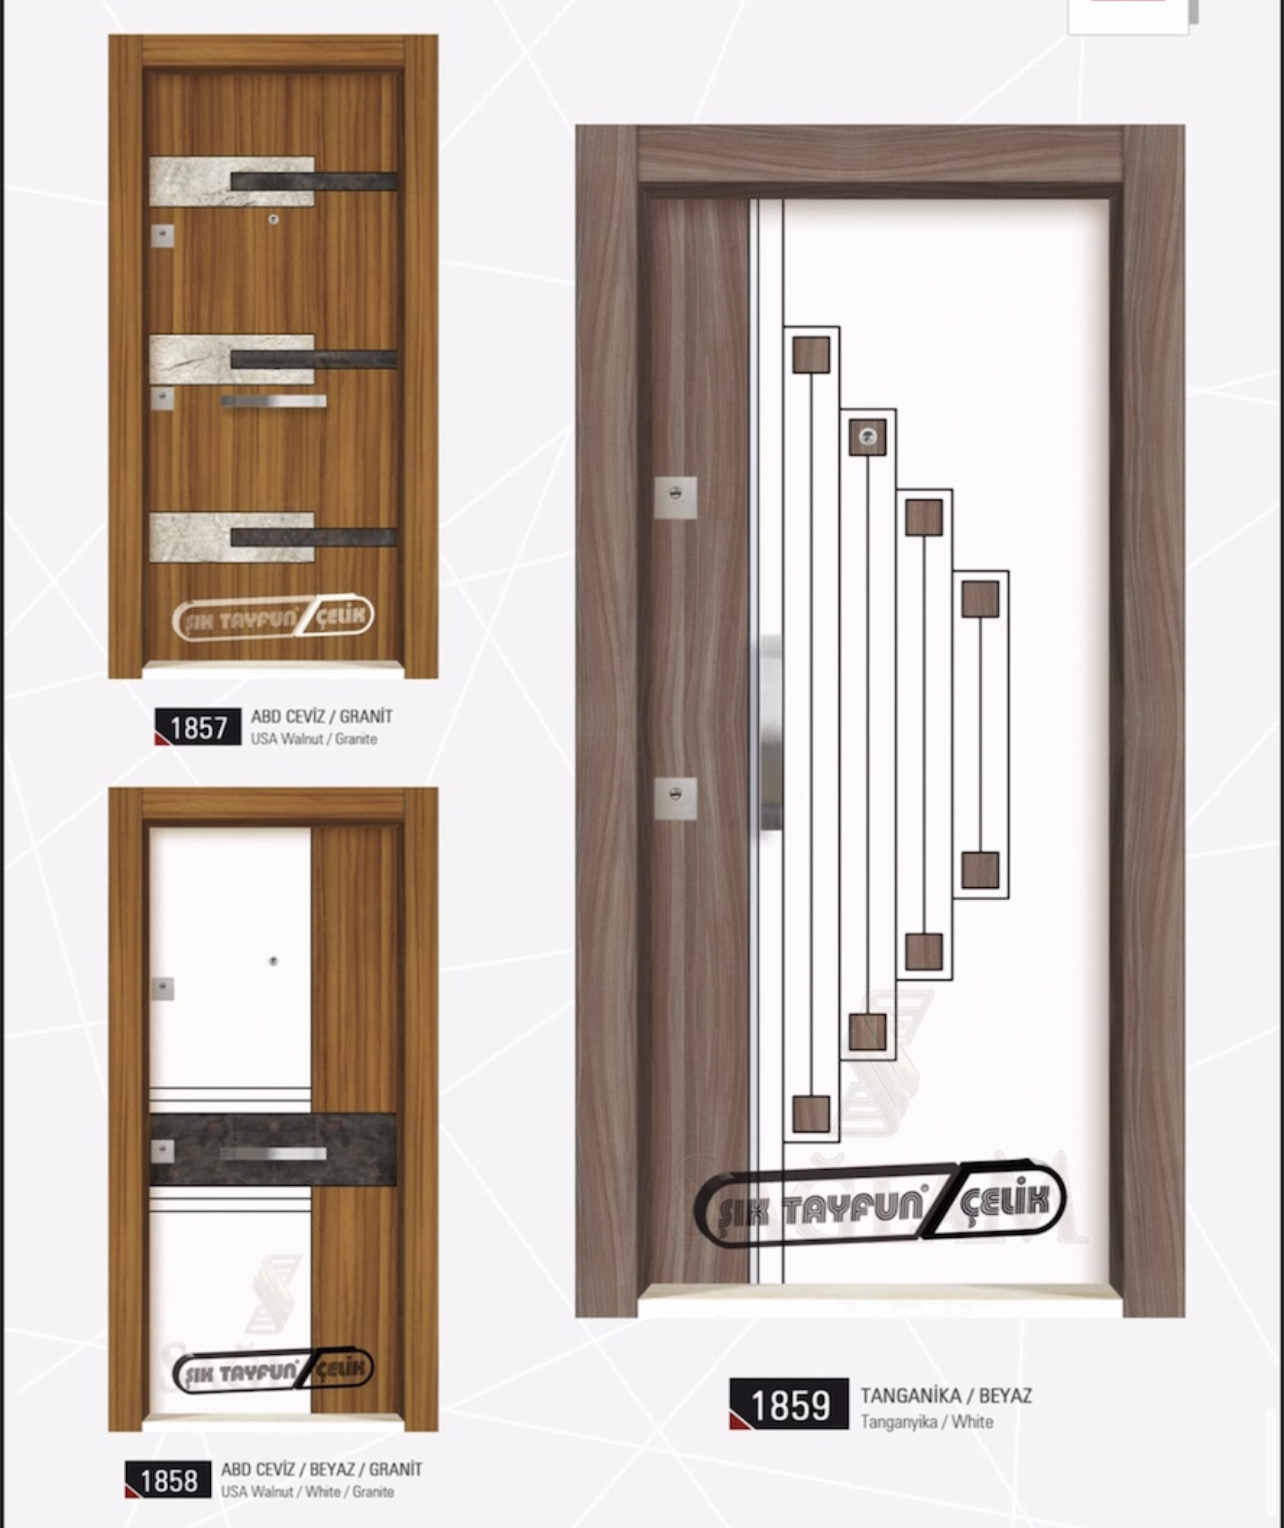 ŞIK TAYFUN ÇELİK
1857
ABD CEVİZ / GRANİT
USA Walnut / Granite
ŞIK TAYFUN ÇELİK
1858
ABD CEVİZ / BEYAZ / GRANİT
USA Walnut / White / Granite
ŞIK TAYFUN ÇELİK
1859
TANGANİKA / BEYAZ
Tanganyika / White